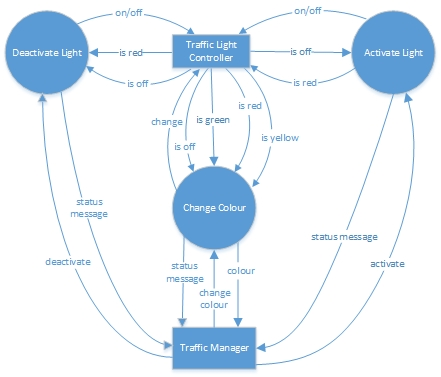 on/off
on/off
Deactivate Light
is red
Traffic Light
Controller
is off
Activate Light
is off
is red
change
is green
is red
is off
is yellow
Change Colour
status
message
status message
deactivate
status
message
colour
activate
change
colour
Traffic Manager